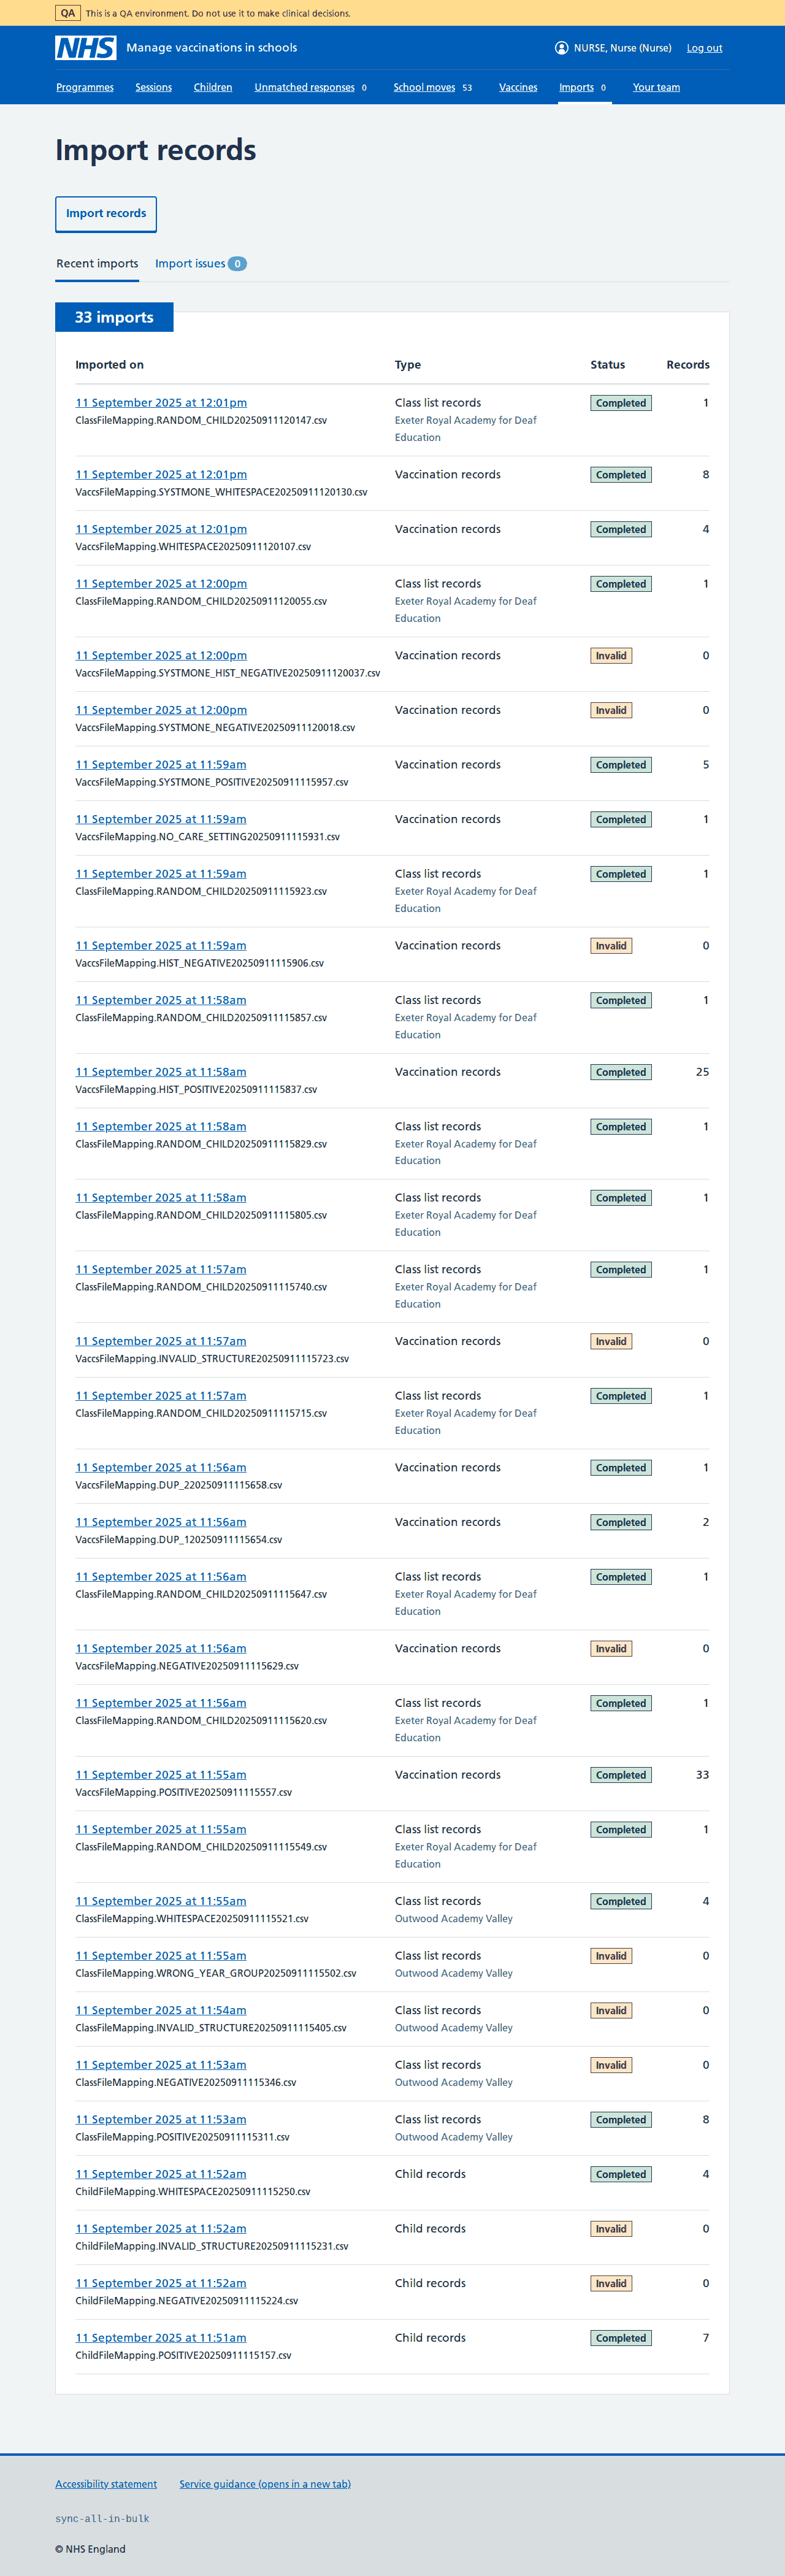 QA This is a QA environment. Do not use it to make clinical decisions.
NHS Manage vaccinations in schools NURSE, Nurse (Nurse) Log out
Programmes Sessions Children Unmatched responses 0 School moves 53 Vaccines Imports 0 Your team
Import records
Import records
Recent imports Import issues 0
33 imports
Imported on Type Status Records
11 September 2025 at 12:01pm Class list records Completed 1
ClassFileMapping.RANDOM_CHILD20250911120147.csv Exeter Royal Academy for Deaf
Education
11 September 2025 at 12:01pm Vaccination records Completed 8
VaccsFileMapping.SYSTMONE_WHITESPACE20250911120130.csv
11 September 2025 at 12:01pm Vaccination records Completed 4
VaccsFileMapping.WHITESPACE20250911120107.csv
11 September 2025 at 12:00pm Class list records Completed 1
ClassFileMapping.RANDOM_CHILD20250911120055.csv Exeter Royal Academy for Deaf
Education
11 September 2025 at 12:00pm Vaccination records Invalid 0
VaccsFileMapping.SYSTMONE_HIST_NEGATIVE20250911120037.csv
11 September 2025 at 12:00pm Vaccination records Invalid 0
VaccsFileMapping.SYSTMONE_NEGATIVE20250911120018.csv
11 September 2025 at 11:59am Vaccination records Completed 5
VaccsFileMapping.SYSTMONE_POSITIVE20250911115957.csv
11 September 2025 at 11:59am Vaccination records Completed 1
VaccsFileMapping.NO_CARE_SETTING20250911115931.csv
11 September 2025 at 11:59am Class list records Completed 1
ClassFileMapping.RANDOM_CHILD20250911115923.csv Exeter Royal Academy for Deaf
Education
11 September 2025 at 11:59am Vaccination records Invalid 0
VaccsFileMapping.HIST_NEGATIVE20250911115906.csv
11 September 2025 at 11:58am Class list records Completed 1
ClassFileMapping.RANDOM_CHILD20250911115857.csv Exeter Royal Academy for Deaf
Education
11 September 2025 at 11:58am Vaccination records Completed 25
VaccsFileMapping.HIST_POSITIVE20250911115837.csv
11 September 2025 at 11:58am Class list records Completed 1
ClassFileMapping.RANDOM_CHILD20250911115829.csv Exeter Royal Academy for Deaf
Education
11 September 2025 at 11:58am Class list records Completed 1
ClassFileMapping.RANDOM_CHILD20250911115805.csv Exeter Royal Academy for Deaf
Education
11 September 2025 at 11:57am Class list records Completed 1
ClassFileMapping.RANDOM_CHILD20250911115740.csv Exeter Royal Academy for Deaf
Education
11 September 2025 at 11:57am Vaccination records Invalid 0
VaccsFileMapping.INVALID_STRUCTURE20250911115723.csv
11 September 2025 at 11:57am Class list records Completed 1
ClassFileMapping.RANDOM_CHILD20250911115715.csv Exeter Royal Academy for Deaf
Education
11 September 2025 at 11:56am Vaccination records Completed 1
VaccsFileMapping.DUP_220250911115658.csv
11 September 2025 at 11:56am Vaccination records Completed 2
VaccsFileMapping.DUP_120250911115654.csv
11 September 2025 at 11:56am Class list records Completed 1
ClassFileMapping.RANDOM_CHILD20250911115647.csv Exeter Royal Academy for Deaf
Education
11 September 2025 at 11:56am Vaccination records Invalid 0
VaccsFileMapping.NEGATIVE20250911115629.csv
11 September 2025 at 11:56am Class list records Completed 1
ClassFileMapping.RANDOM_CHILD20250911115620.csv Exeter Royal Academy for Deaf
Education
11 September 2025 at 11:55am Vaccination records Completed 33
VaccsFileMapping.POSITIVE20250911115557.csv
11 September 2025 at 11:55am Class list records Completed 1
ClassFileMapping.RANDOM_CHILD20250911115549.csv Exeter Royal Academy for Deaf
Education
11 September 2025 at 11:55am Class list records Completed 4
ClassFileMapping.WHITESPACE20250911115521.csv Outwood Academy Valley
11 September 2025 at 11:55am Class list records Invalid 0
ClassFileMapping.WRONG_YEAR_GROUP20250911115502.csv Outwood Academy Valley
11 September 2025 at 11:54am Class list records Invalid 0
ClassFileMapping.INVALID_STRUCTURE20250911115405.csv Outwood Academy Valley
11 September 2025 at 11:53am Class list records Invalid 0
ClassFileMapping.NEGATIVE20250911115346.csv Outwood Academy Valley
11 September 2025 at 11:53am Class list records Completed 8
ClassFileMapping.POSITIVE20250911115311.csv Outwood Academy Valley
11 September 2025 at 11:52am Child records Completed 4
ChildFileMapping.WHITESPACE20250911115250.csv
11 September 2025 at 11:52am Child records Invalid 0
ChildFileMapping.INVALID_STRUCTURE20250911115231.csv
11 September 2025 at 11:52am Child records Invalid 0
ChildFileMapping.NEGATIVE20250911115224.csv
11 September 2025 at 11:51am Child records Completed 7
ChildFileMapping.POSITIVE20250911115157.csv
Accessibility statement Service guidance (opens in a new tab)
sync-all-in-bulk
© NHS England